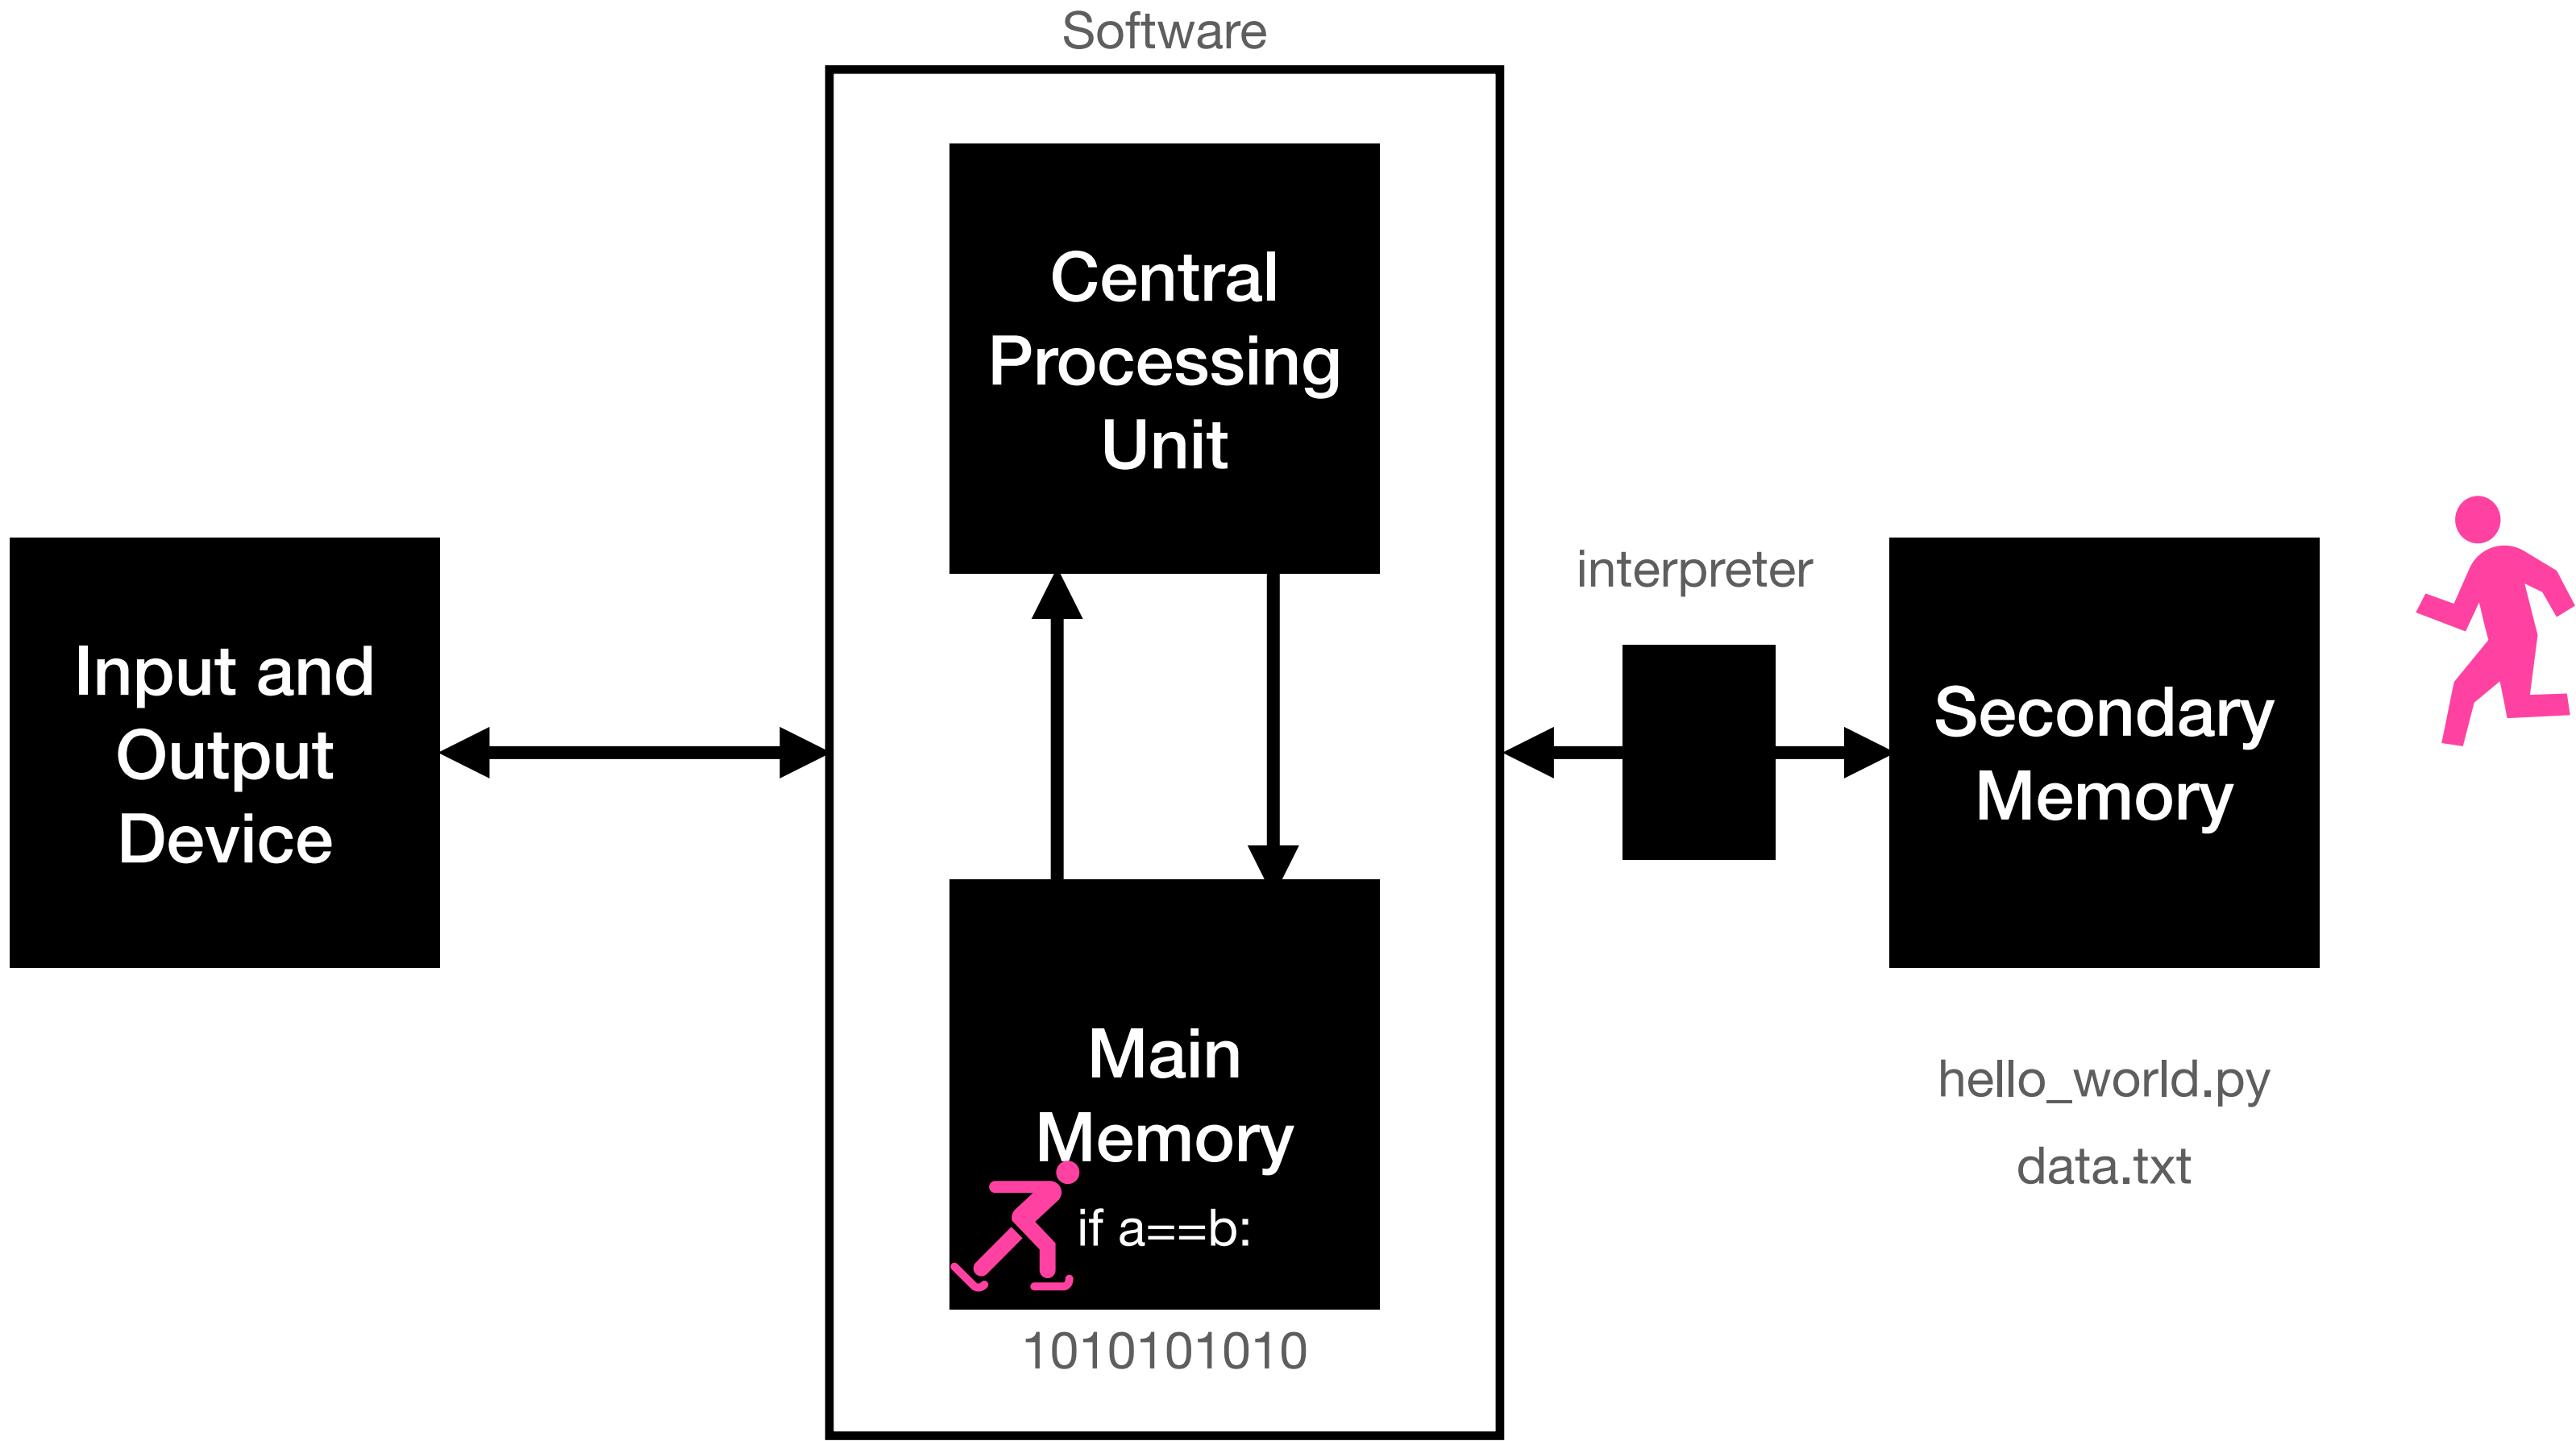 Software
Central
Processing
Unit
Input and
Output
Device
interpreter
Secondary
Memory
Main
Memory
if a==b:
1010101010
hello_world.py
data.txt